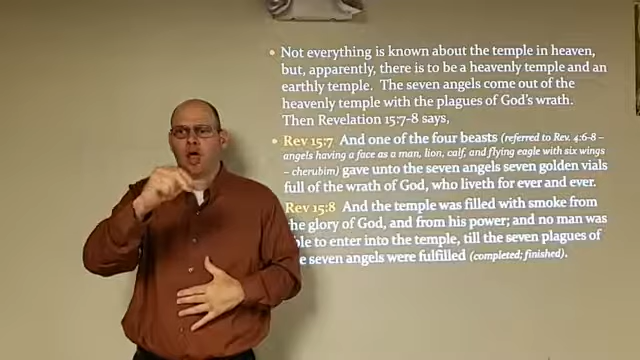 • Not everything is known about the temple in heaven,
but, apparently, there is to be a heavenly temple and an
earthly temple. The seven angels come out of the
heavenly temple with the plagues of God's wrath.
Then Revelation 15:7-8 says,
• Rev 15:7 And one of the four beasts (referred to Rev. 4:6-8 –
angels having a face as a man, lion, calf, and flying eagle with six wings
– cherubim) gave unto the seven angels seven golden vials
full of the wrath of God, who liveth for ever and ever.
Rev 15:8 And the temple was filled with smoke from
the glory of God, and from his power; and no man was
ble to enter into the temple, till the seven plagues of
e seven angels were fulfilled (completed; finished).